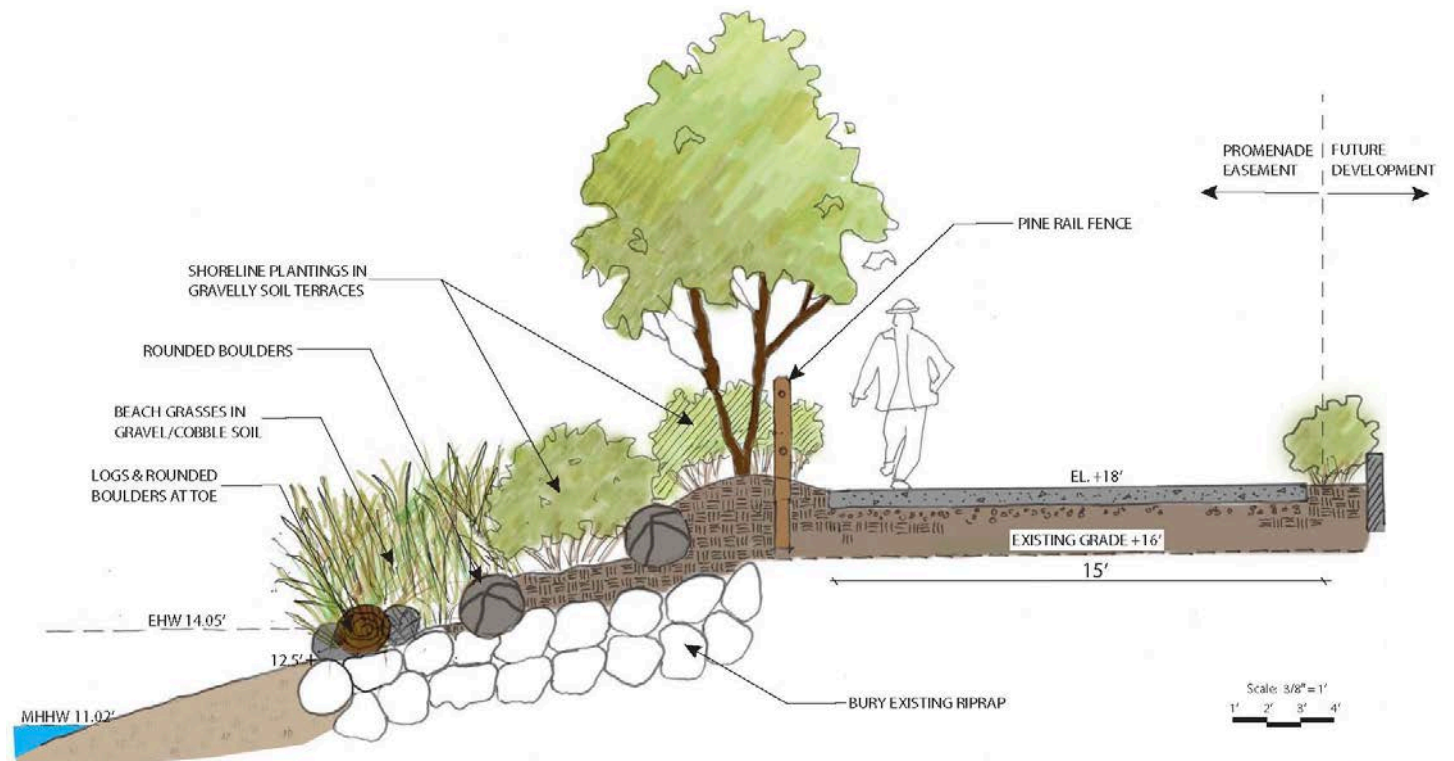 PROMENADE
EASEMENT
FUTURE
DEVELOPMENT
PINE RAIL FENCE
SHORELINE PLANTINGS IN
GRAVELLY SOIL TERRACES
ROUNDED BOULDERS
BEACH GRASSES IN
GRAVEL/COBBLE SOIL
LOGS & ROUNDED
BOULDERS AT TOE
EL. +18'
EXISTING GRADE +16'
15'
EHW 14.05'
12.5'+
MHHW 11.02'
BURY EXISTING RIPRAP
Scale: 3/8" = 1'
1' 2' 3' 4'